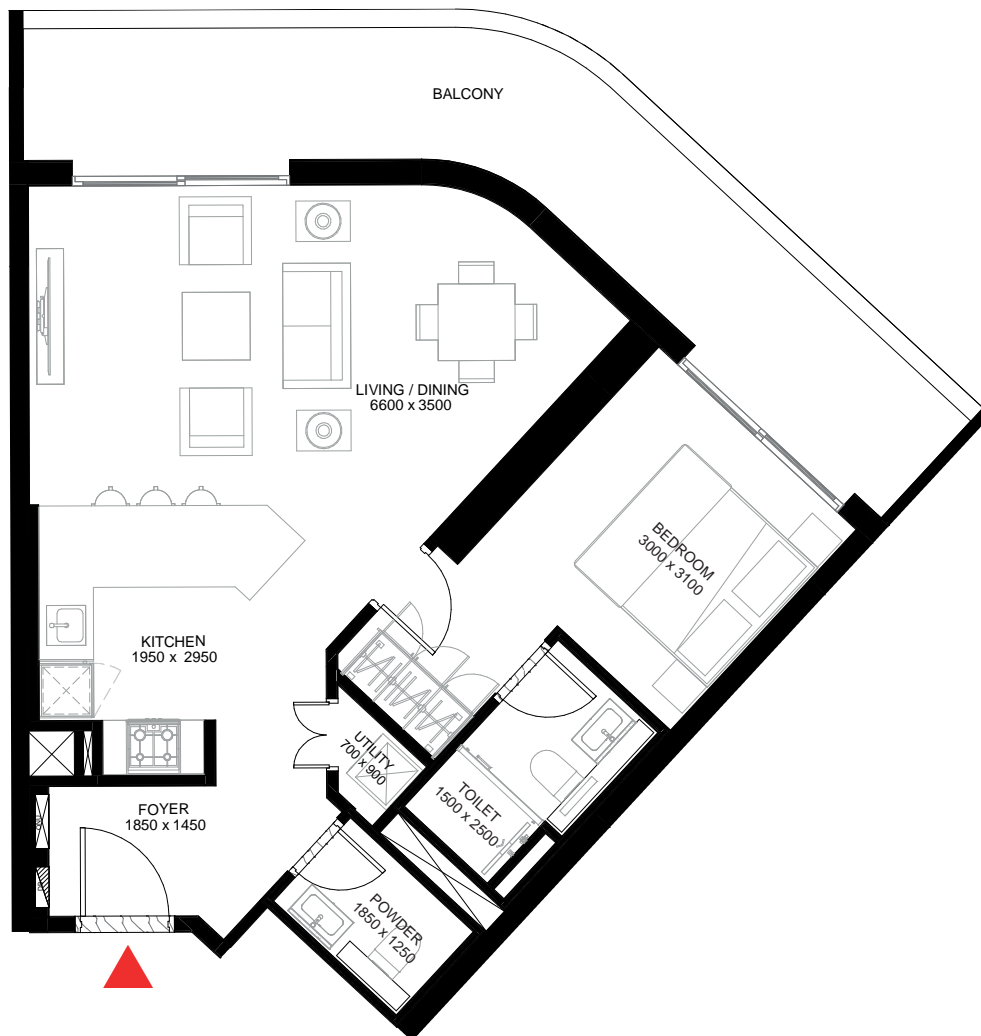 BALCONY
LIVING / DINING
6600 x 3500
BEDROOM
3000 x 3100
KITCHEN
1950 x 2950
UTILITY
700 x 900
TOILET
1500 x 2500
FOYER
1850 x 1450
POWDER
1850 x 1250